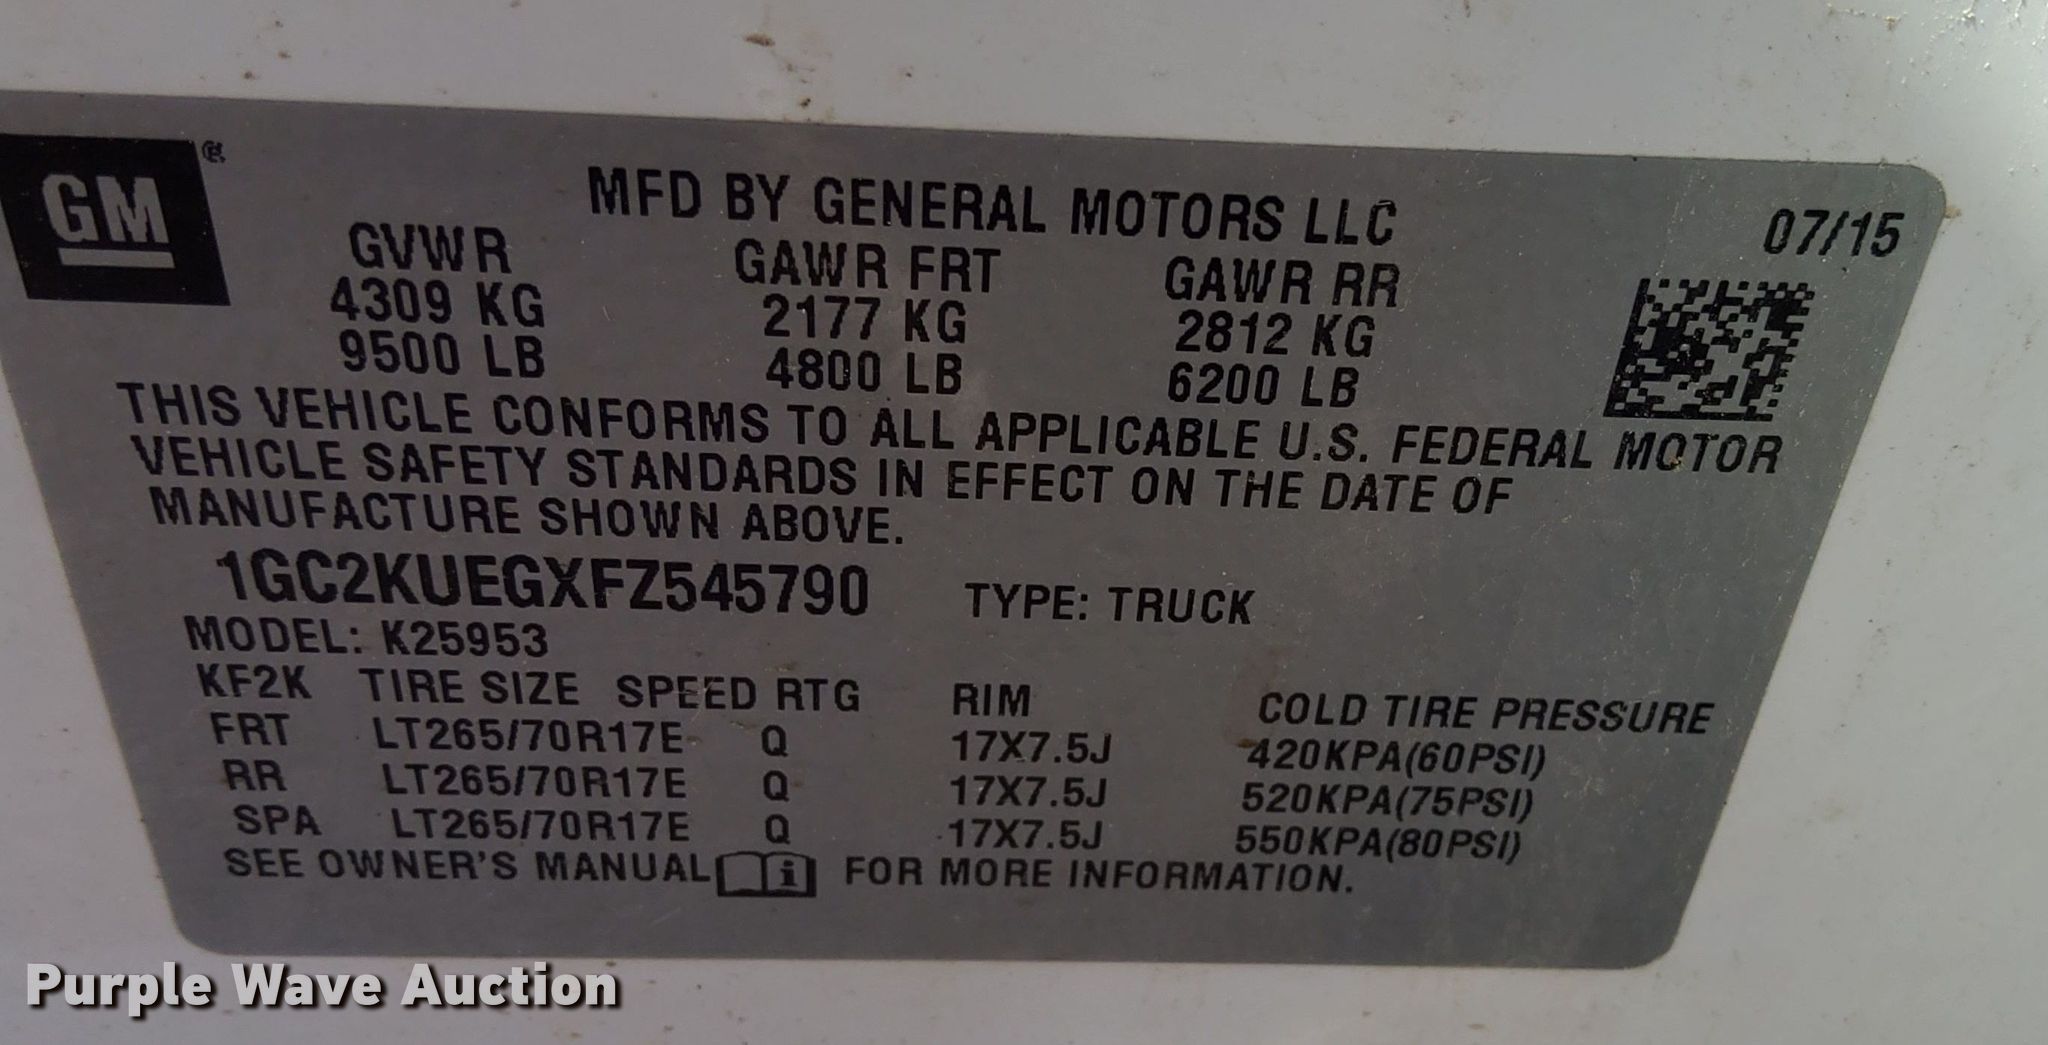 GM
MFD BY GENERAL MOTORS LLC
07/15
GVWR GAWR FRT GAWR RR
4309 KG 2177 KG 2812 KG
9500 LB 4800 LB 6200 LB
THIS VEHICLE CONFORMS TO ALL APPLICABLE U.S. FEDERAL MOTOR
VEHICLE SAFETY STANDARDS IN EFFECT ON THE DATE OF
MANUFACTURE SHOWN ABOVE.
1GC2KUEGXFZ545790 TYPE: TRUCK
MODEL: K25953
KF2K TIRE SIZE SPEED RTG RIM COLD TIRE PRESSURE
FRT LT265/70R17E Q 17X7.5J 420KPA(60PSI)
RR LT265/70R17E Q 17X7.5J 520KPA(75PSI)
SPA LT265/70R17E Q 17X7.5J 550KPA(80PSI)
SEE OWNER'S MANUAL i FOR MORE INFORMATION.
Purple Wave Auction